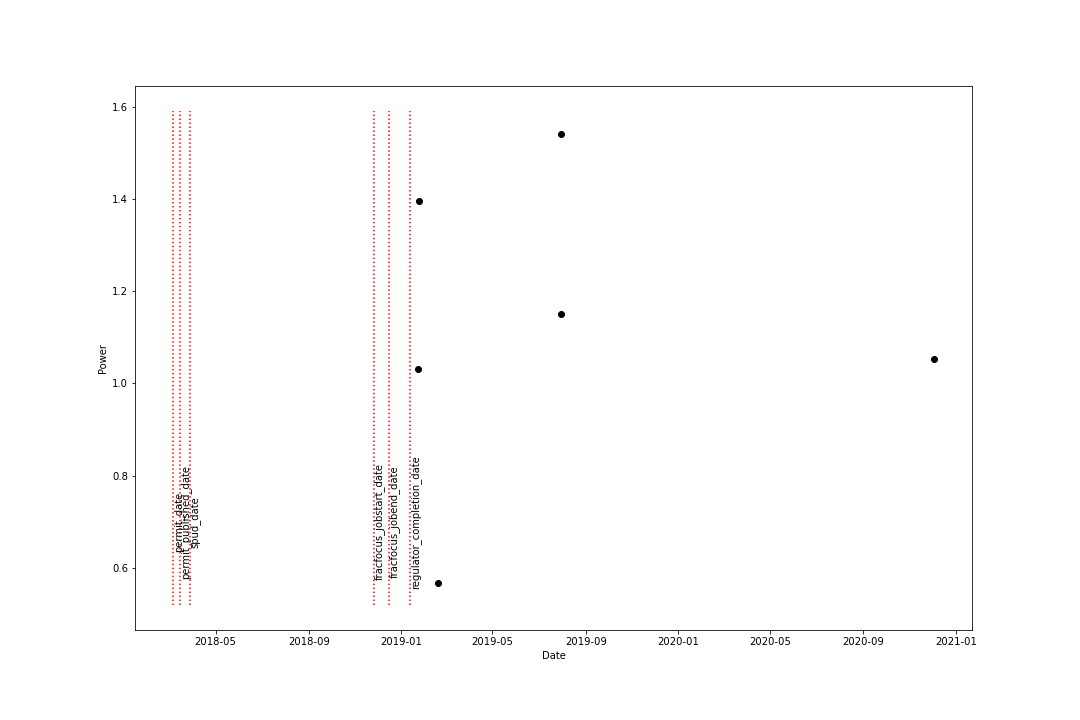 1.6
1.4
1.2
1.0
0.8
0.6
Power
permit_date
permit_published_date
spud_date
fracfocus_jobstart_date
fracfocus_jobend_date
regulator_completion_date
2018-05
2018-09
2019-01
2019-05
2019-09
2020-01
2020-05
2020-09
2021-01
Date